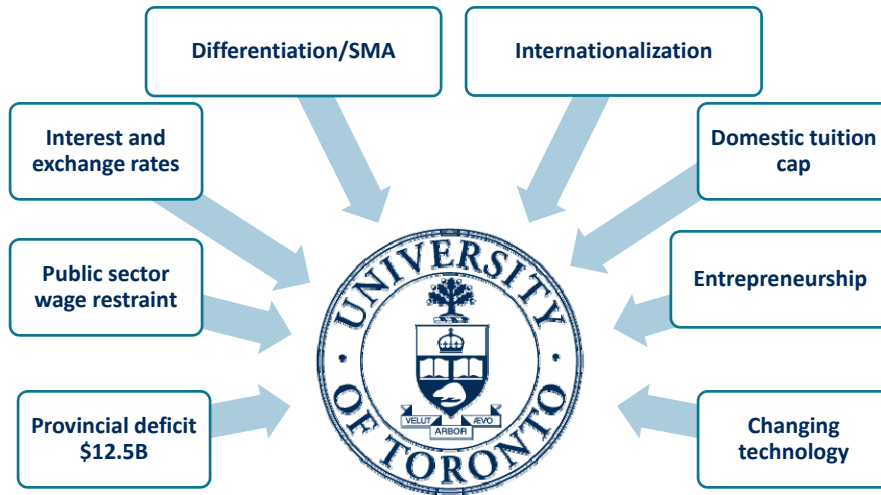 Differentiation/SMA
Internationalization
Interest and
exchange rates
Domestic tuition
cap
Public sector
wage restraint
Entrepreneurship
Provincial deficit
$12.5B
Changing
technology
UNIVERSITY
OF TORONTO
VELUT
ARBOR
ÆVO